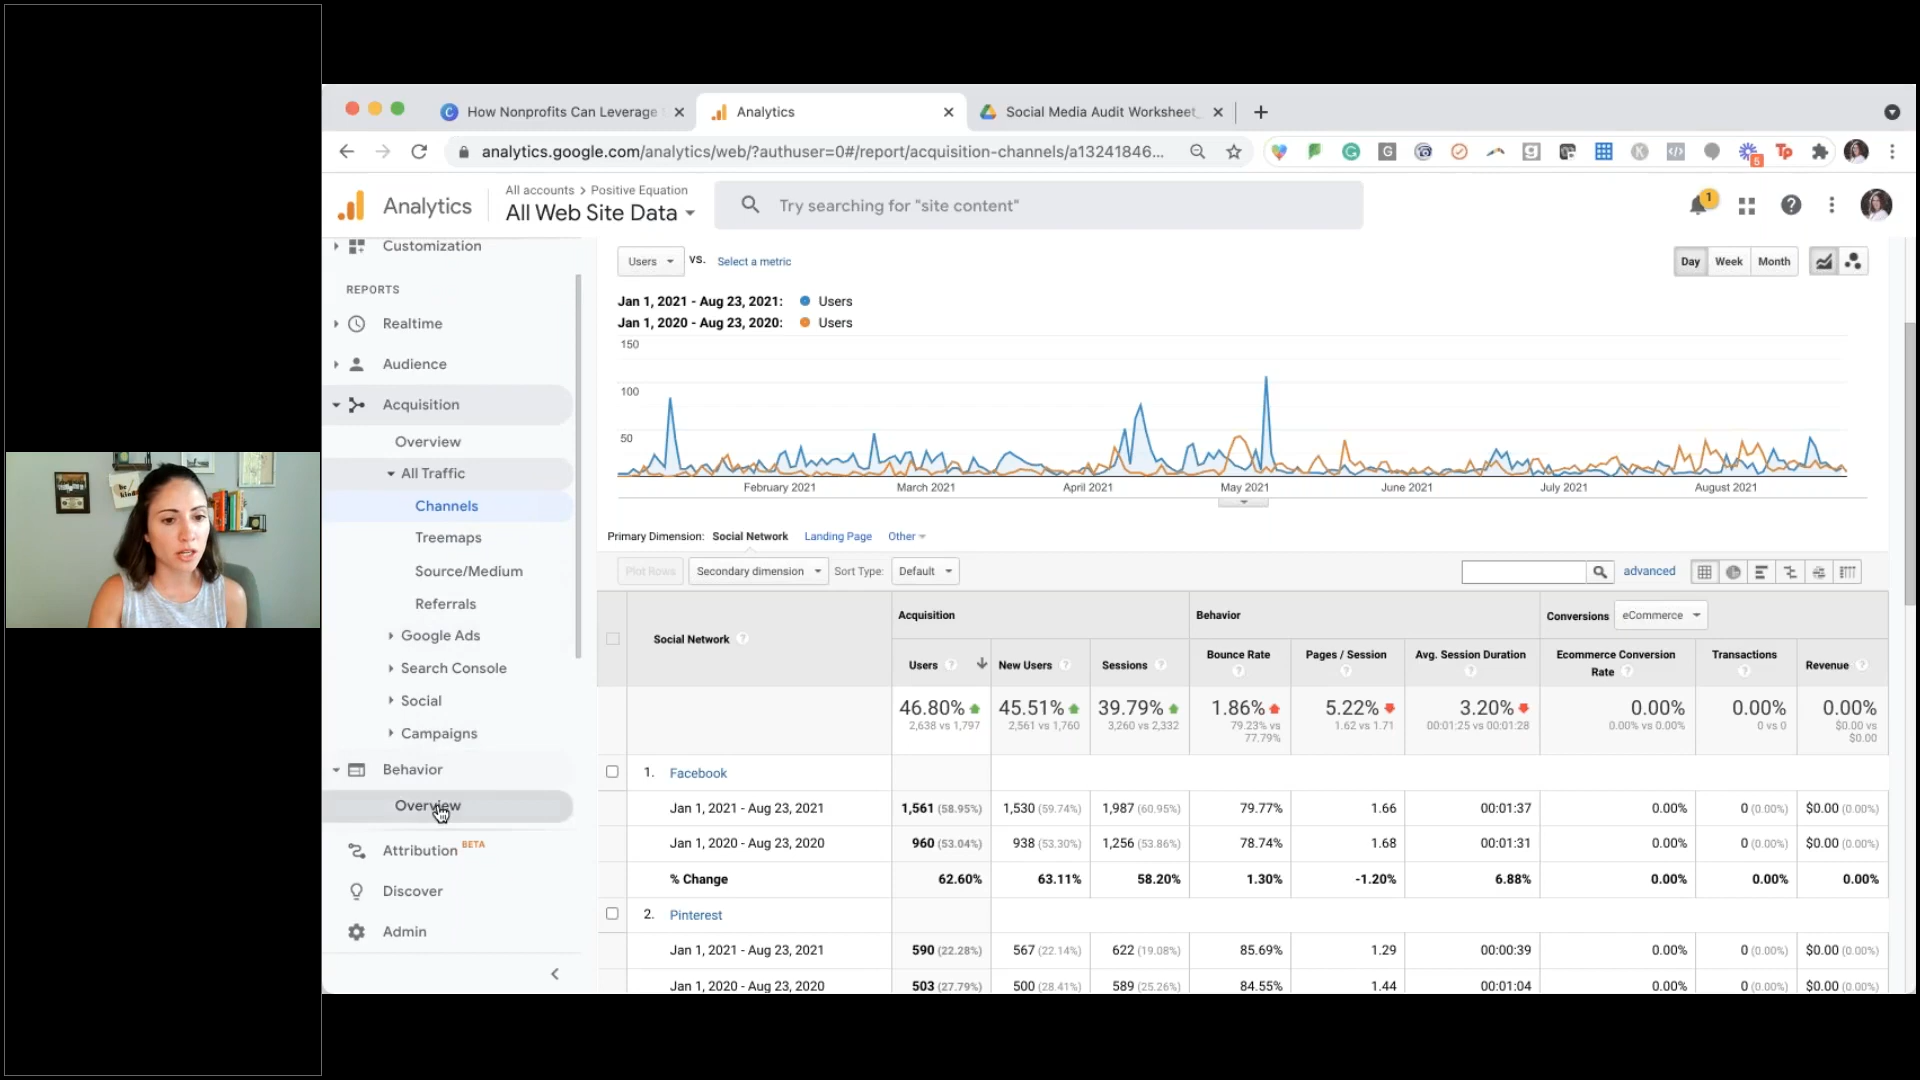 How Nonprofits Can Leverage
Analytics
Social Media Audit Worksheet_
analytics.google.com/analytics/web/?authuser=0#/report/acquisition-channels/a13241846...
5
Analytics
All accounts > Positive Equation
All Web Site Data
Try searching for "site content"
1
Customization
REPORTS
Realtime
Audience
Acquisition
Overview
All Traffic
Channels
Treemaps
Source/Medium
Referrals
Google Ads
Search Console
Social
Campaigns
Behavior
Overview
Attribution BETA
Discover
Admin
Users vs. Select a metric
Day Week Month
Jan 1, 2021 - Aug 23, 2021: Users
Jan 1, 2020 - Aug 23, 2020: Users
150
100
50
February 2021 March 2021 April 2021 May 2021 June 2021 July 2021 August 2021
Primary Dimension: Social Network Landing Page Other
Plot Rows Secondary dimension Sort Type: Default advanced
Acquisition Behavior Conversions eCommerce
Social Network Users New Users Sessions Bounce Rate Pages / Session Avg. Session Duration Ecommerce Conversion Rate Transactions Revenue
46.80% 45.51% 39.79% 1.86% 5.22% 3.20% 0.00% 0.00% 0.00%
2,638 vs 1,797 2,561 vs 1,760 3,260 vs 2,332 79.23% vs 77.79% 1.62 vs 1.71 00:01:25 vs 00:01:28 0.00% vs 0.00% 0 vs 0 $0.00 vs $0.00
1. Facebook
Jan 1, 2021 - Aug 23, 2021 1,561 (58.95%) 1,530 (59.74%) 1,987 (60.95%) 79.77% 1.66 00:01:37 0.00% 0 (0.00%) $0.00 (0.00%)
Jan 1, 2020 - Aug 23, 2020 960 (53.04%) 938 (53.30%) 1,256 (53.86%) 78.74% 1.68 00:01:31 0.00% 0 (0.00%) $0.00 (0.00%)
% Change 62.60% 63.11% 58.20% 1.30% -1.20% 6.88% 0.00% 0.00% 0.00%
2. Pinterest
Jan 1, 2021 - Aug 23, 2021 590 (22.28%) 567 (22.14%) 622 (19.08%) 85.69% 1.29 00:00:39 0.00% 0 (0.00%) $0.00 (0.00%)
Jan 1, 2020 - Aug 23, 2020 503 (27.79%) 500 (28.41%) 589 (25.26%) 84.55% 1.44 00:01:04 0.00% 0 (0.00%) $0.00 (0.00%)